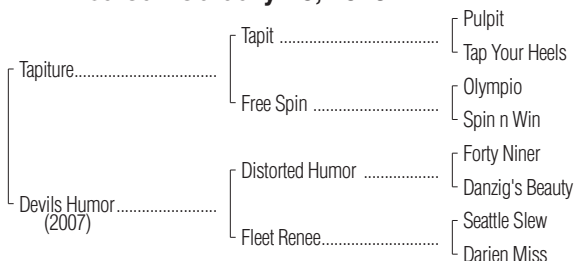 Pulpit
Tapit
Tap Your Heels
Tapiture
Olympio
Free Spin
Spin n Win
Forty Niner
Distorted Humor
Danzig's Beauty
Devils Humor
(2007)
Seattle Slew
Fleet Renee
Darien Miss